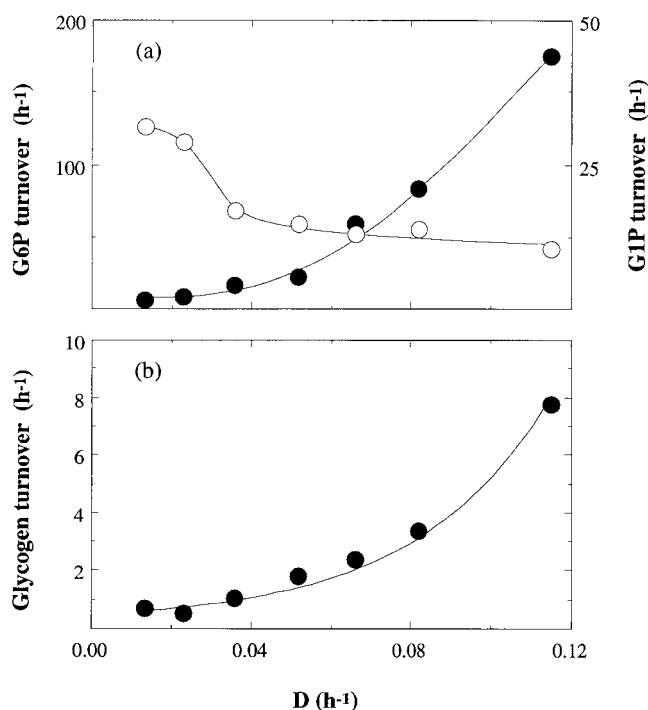 200
50
(a)
G6P turnover (h-1)
100
25
G1P turnover (h-1)
10
(b)
Glycogen turnover (h-1)
8
6
4
2
0.00
0.04
0.08
0.12
D (h-1)